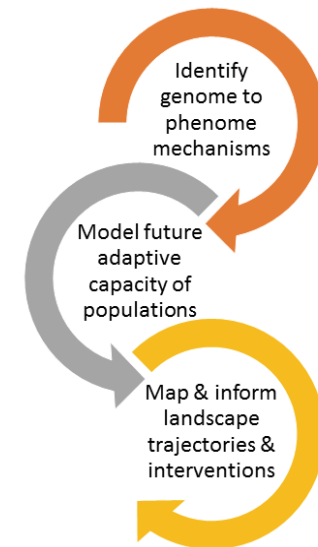 Identify
genome to
phenome
mechanisms
Model future
adaptive
capacity of
populations
Map & inform
landscape
trajectories &
interventions